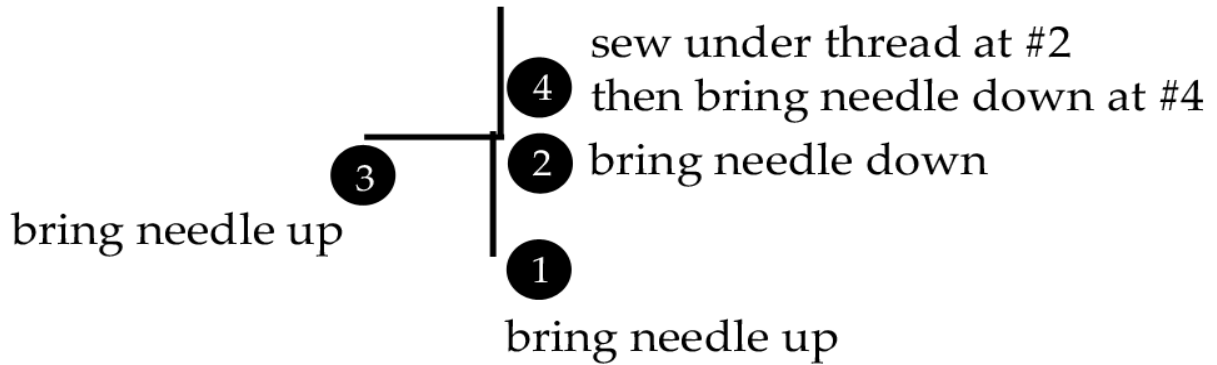 sew under thread at #2
4 then bring needle down at #4
2 bring needle down
3
bring needle up
1
bring needle up